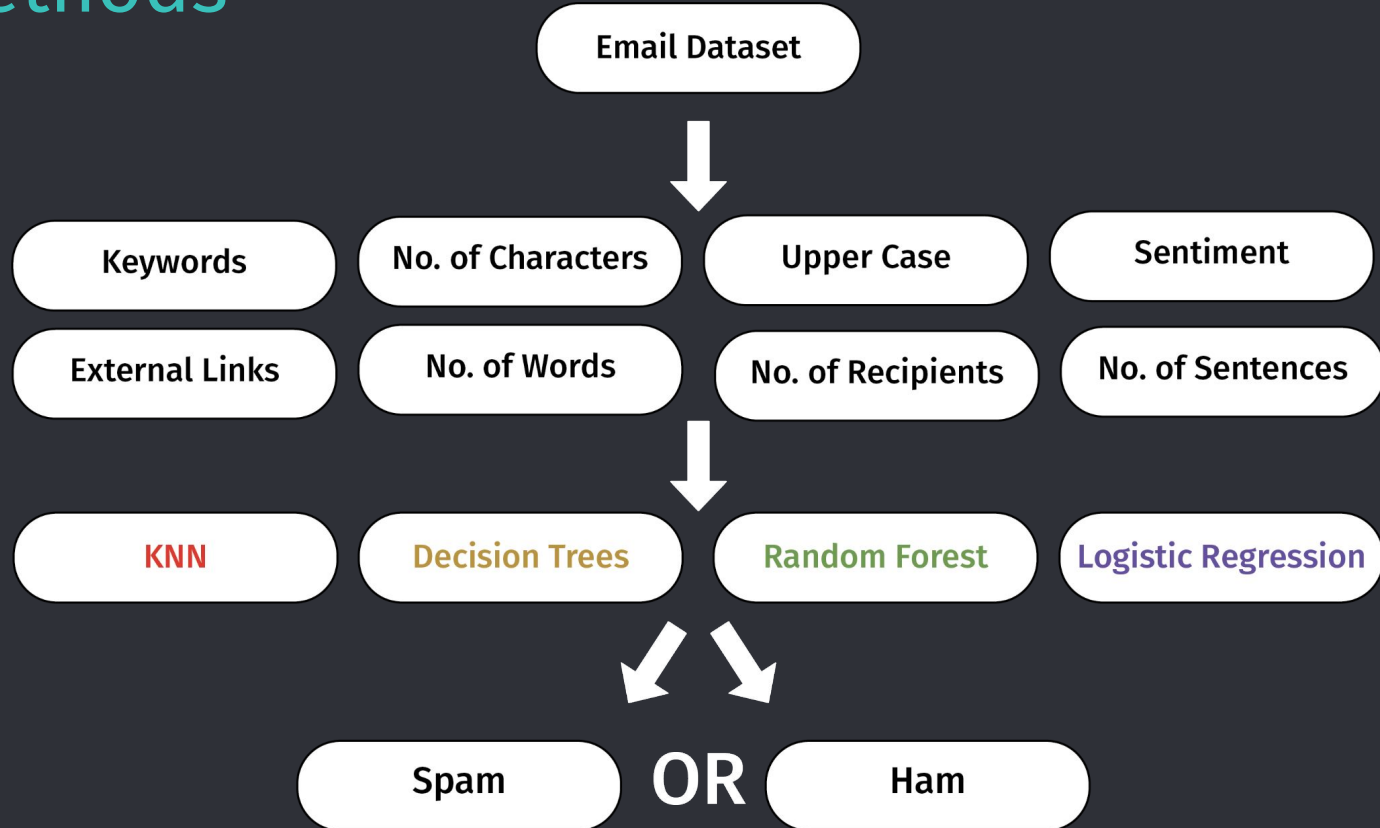 Email Dataset
Keywords
No. of Characters
Upper Case
Sentiment
External Links
No. of Words
No. of Recipients
No. of Sentences
KNN
Decision Trees
Random Forest
Logistic Regression
Spam
OR
Ham